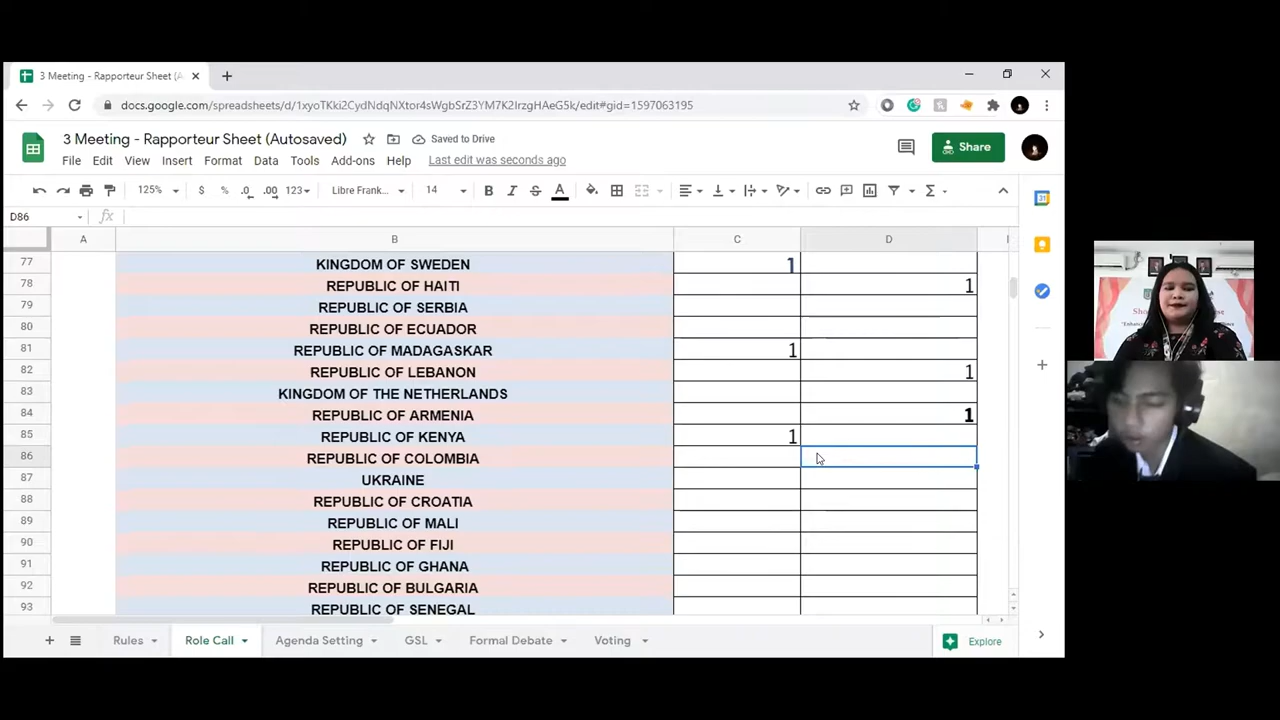 3 Meeting - Rapporteur Sheet (A
docs.google.com/spreadsheets/d/1xyoTKki2CydNdqNXtor4sWgbSrZ3YM7K2IrzgHAeG5k/edit#gid=1597063195
3 Meeting - Rapporteur Sheet (Autosaved) Saved to Drive
File Edit View Insert Format Data Tools Add-ons Help Last edit was seconds ago
Share
125% $ % .0 .00 123 Libre Frank... 14 B I S A
D86 fx
A B C D
77 KINGDOM OF SWEDEN 1
78 REPUBLIC OF HAITI 1
79 REPUBLIC OF SERBIA
80 REPUBLIC OF ECUADOR
81 REPUBLIC OF MADAGASKAR 1
82 REPUBLIC OF LEBANON 1
83 KINGDOM OF THE NETHERLANDS
84 REPUBLIC OF ARMENIA 1
85 REPUBLIC OF KENYA 1
86 REPUBLIC OF COLOMBIA
87 UKRAINE
88 REPUBLIC OF CROATIA
89 REPUBLIC OF MALI
90 REPUBLIC OF FIJI
91 REPUBLIC OF GHANA
92 REPUBLIC OF BULGARIA
93 REPUBLIC OF SENEGAL
Rules Role Call Agenda Setting GSL Formal Debate Voting Explore
Sho
"Enhance